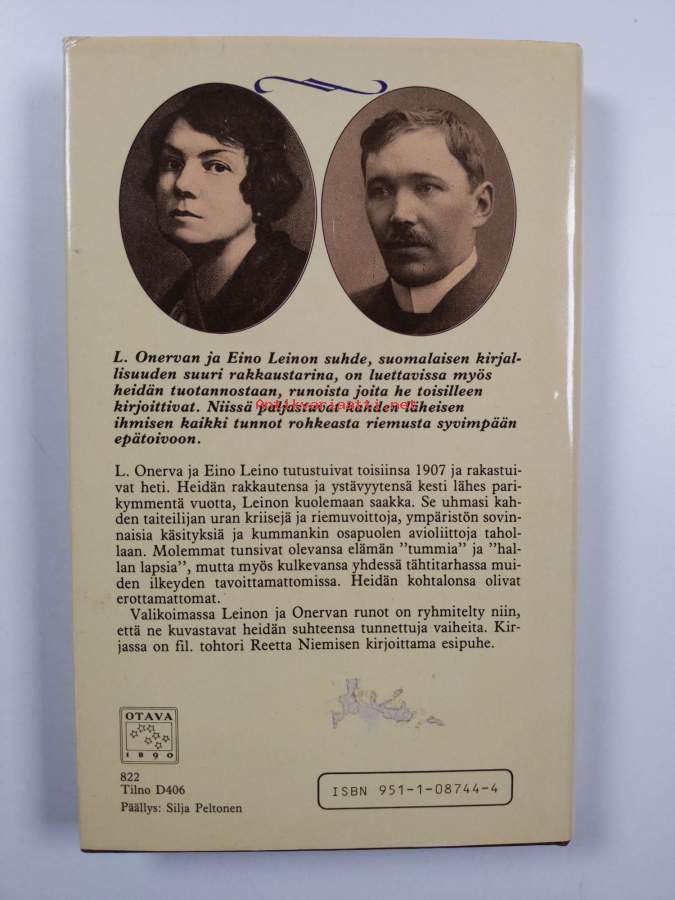 L. Onervan ja Eino Leinon suhde, suomalaisen kirjal-
lisuuden suuri rakkaustarina, on luettavissa myös
heidän tuotannostaan, runoista joita he toisilleen
kirjoittivat. Niissä paljastuvat kahden läheisen
antikvariaatti.net
ihmisen kaikki tunnot rohkeasta riemusta syvimpään
epätoivoon.
L. Onerva ja Eino Leino tutustuivat toisiinsa 1907 ja rakastui-
vat heti. Heidän rakkautensa ja ystävyytensä kesti lähes pari-
kymmentä vuotta, Leinon kuolemaan saakka. Se uhmasi kah-
den taiteilijan uran kriisejä ja riemuvoittoja, ympäristön sovin-
naisia käsityksiä ja kummankin osapuolen avioliittoja tahol-
laan. Molemmat tunsivat olevansa elämän "tummia" ja "hal-
lan lapsia", mutta myös kulkevansa yhdessä tähtitarhassa mui-
den ilkeyden tavoittamattomissa. Heidän kohtalonsa olivat
erottamattomat.
Valikoimassa Leinon ja Onervan runot on ryhmitelty niin,
että ne kuvastavat heidän suhteensa tunnettuja vaiheita. Kir-
jassa on fil. tohtori Reetta Niemisen kirjoittama esipuhe.
OTAVA
1890
822
Tilno D406
Päällys: Silja Peltonen
ISBN 951-1-08744-4